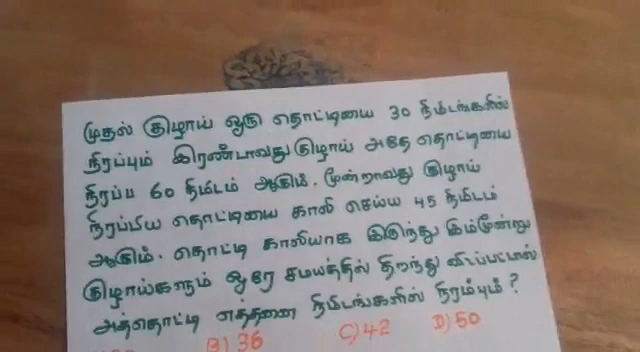 முதல் குழாய் ஒரு தொட்டியை 30 நிமிடங்களில்
நிரப்பும் இரண்டாவது குழாய் அதே தொட்டியை
நிரப்ப 60 நிமிடம் ஆகும். மூன்றாவது குழாய்
நிரப்பிய தொட்டியை காலி செய்ய 45 நிமிடம்
ஆகும். தொட்டி காலியாக இருந்து இம்மூன்று
குழாய்களும் ஒரே சமயத்தில் திறந்து விடப்பட்டால்
அத்தொட்டி எத்தனை நிமிடங்களில் நிரம்பும்?
B) 36 C) 42 D) 50